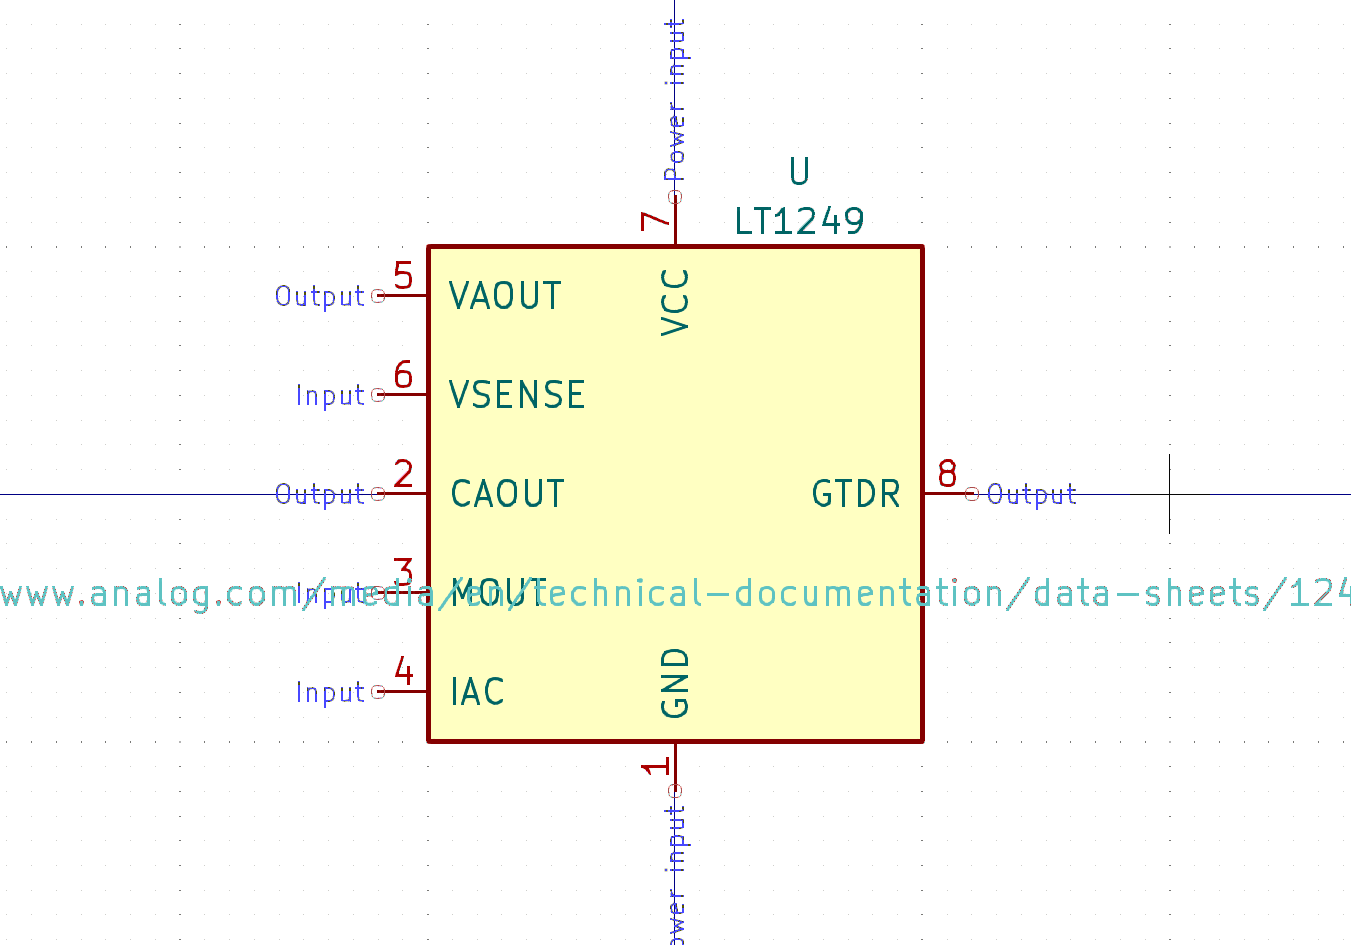 Power input
U
7
LT1249
5
Output
VAOUT
VCC
6
Input
VSENSE
2
Output
CAOUT
GTDR
8
Output
3
Input
MOUT
www.analog.com/media/en/technical-documentation/data-sheets/124
4
Input
IAC
GND
1
ower input